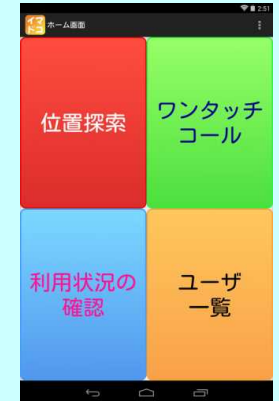 2:51
イマ
ドコ
ホーム画面
位置探索
ワンタッチ
コール
利用状況の
確認
ユーザ
一覧